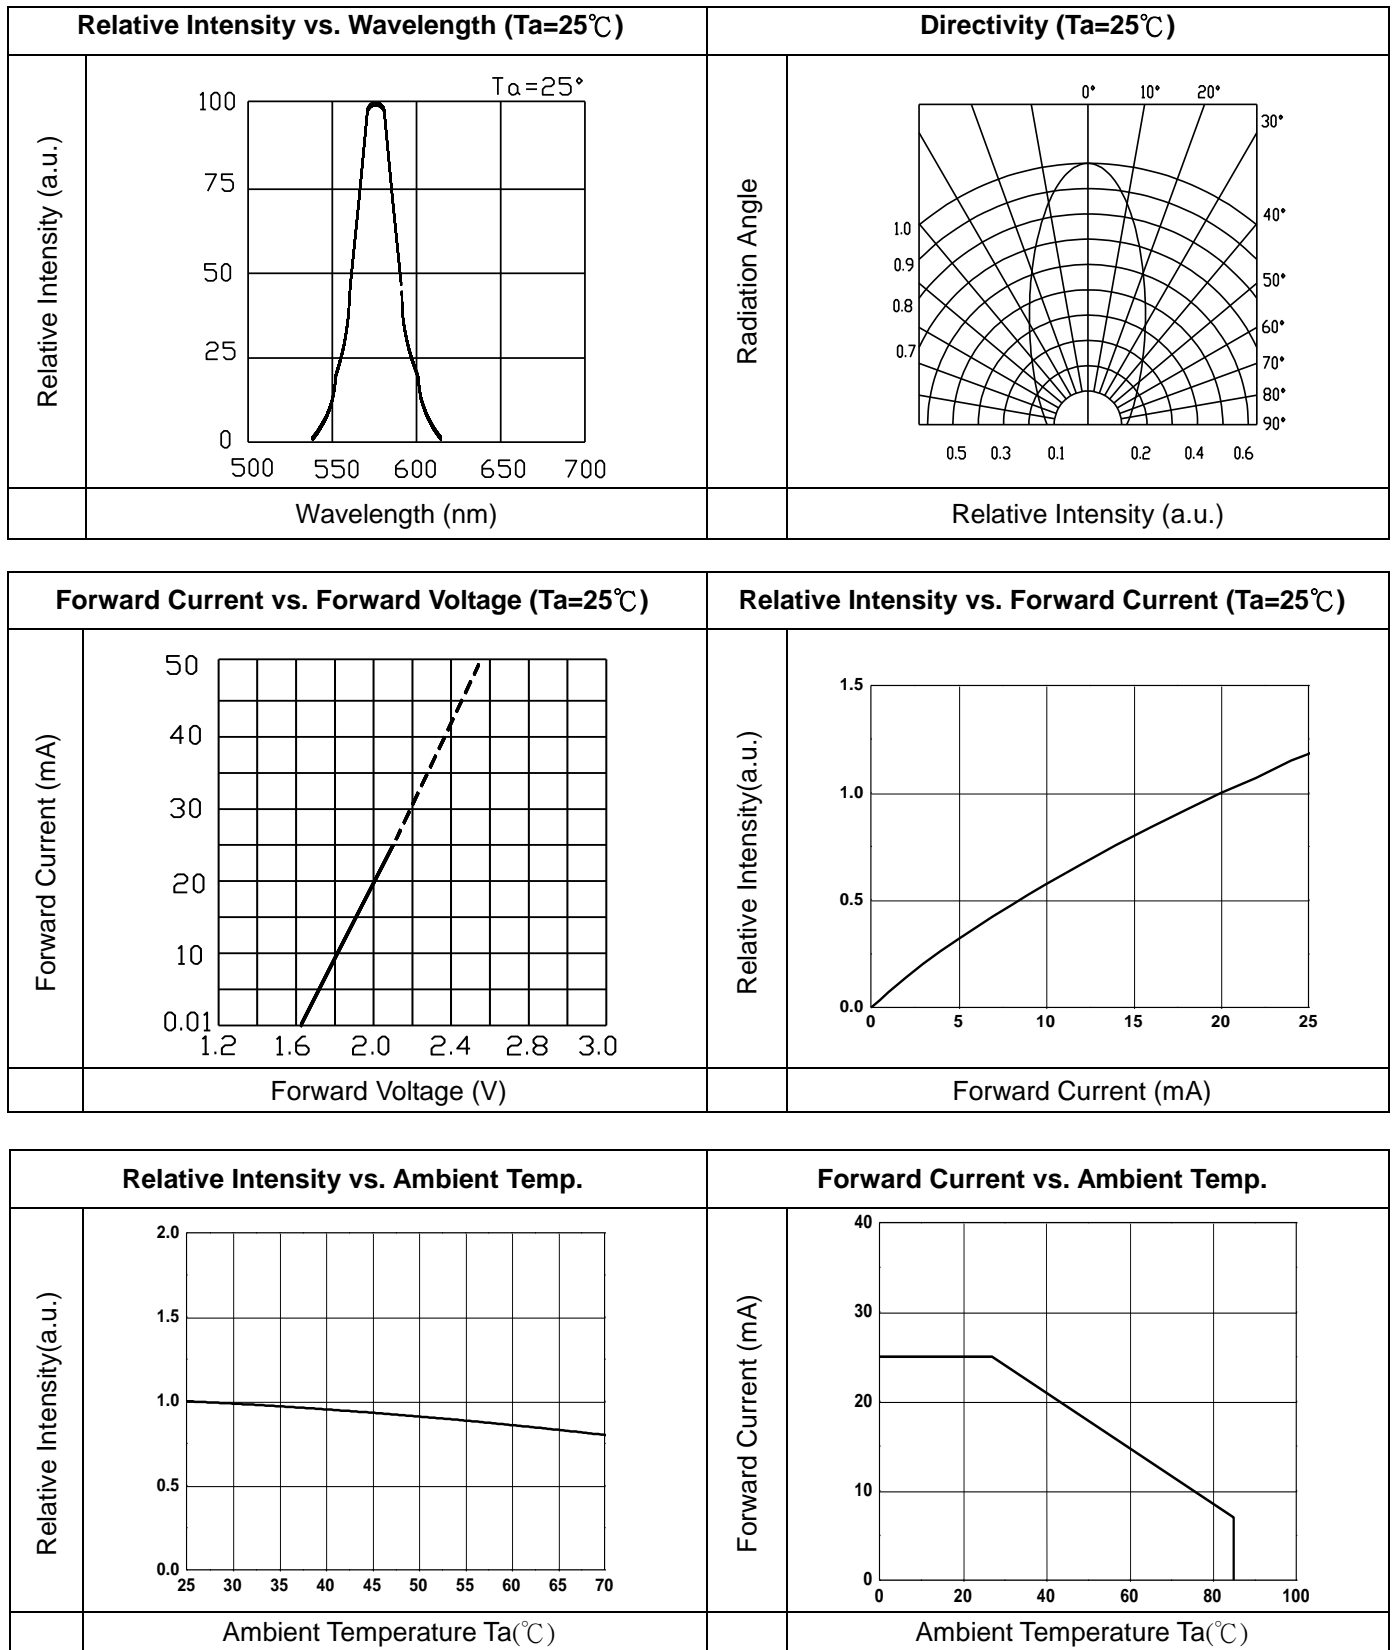 Relative Intensity vs. Wavelength (Ta=25℃)
Directivity (Ta=25℃)
Relative Intensity (a.u.)
Ta=25°
100
75
50
25
0
500 550 600 650 700
Wavelength (nm)
Radiation Angle
0° 10° 20°
30°
40°
50°
60°
70°
80°
90°
1.0
0.9
0.8
0.7
0.5 0.3 0.1 0.2 0.4 0.6
Relative Intensity (a.u.)
Forward Current vs. Forward Voltage (Ta=25℃)
Relative Intensity vs. Forward Current (Ta=25℃)
Forward Current (mA)
50
40
30
20
10
0.01
1.2 1.6 2.0 2.4 2.8 3.0
Forward Voltage (V)
Relative Intensity(a.u.)
1.5
1.0
0.5
0.0
0 5 10 15 20 25
Forward Current (mA)
Relative Intensity vs. Ambient Temp.
Forward Current vs. Ambient Temp.
Relative Intensity(a.u.)
2.0
1.5
1.0
0.5
0.0
25 30 35 40 45 50 55 60 65 70
Ambient Temperature Ta(℃)
Forward Current (mA)
40
30
20
10
0
0 20 40 60 80 100
Ambient Temperature Ta(℃)